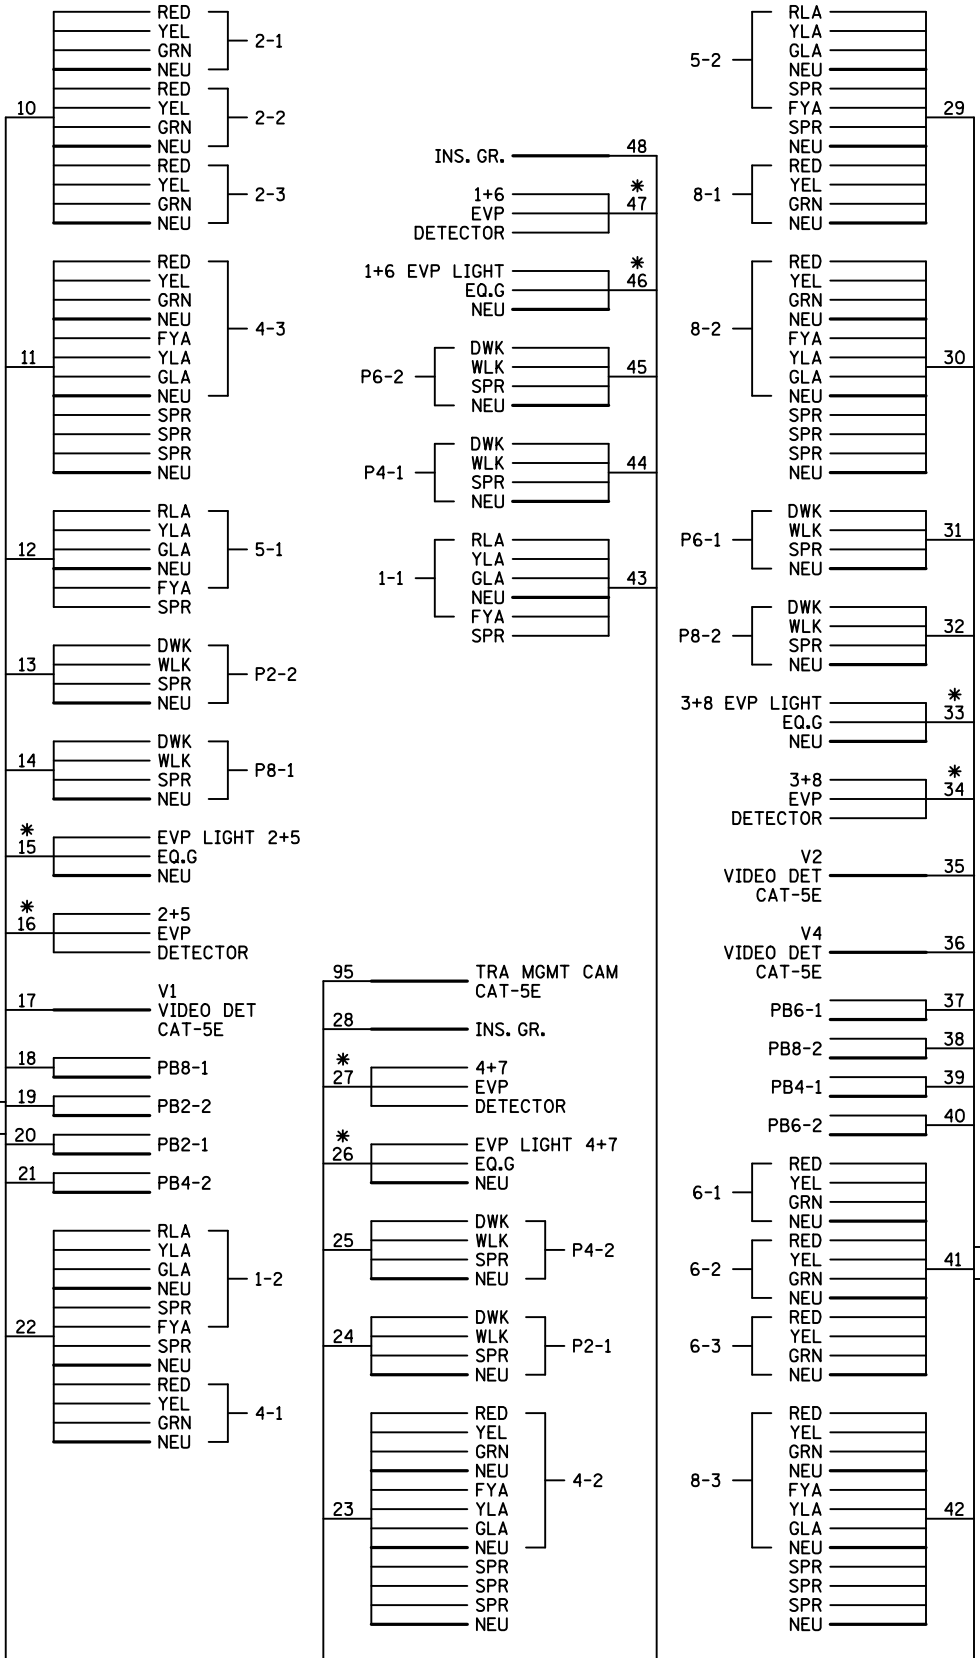 10
RED
YEL
GRN
NEU
2-1
RED
YEL
GRN
NEU
2-2
RED
YEL
GRN
NEU
2-3
11
RED
YEL
GRN
NEU
FYA
YLA
GLA
NEU
4-3
SPR
SPR
SPR
NEU
12
RLA
YLA
GLA
NEU
FYA
5-1
SPR
13
DWK
WLK
SPR
NEU
P2-2
14
DWK
WLK
SPR
NEU
P8-1
*
15
EVP LIGHT 2+5
EQ.G
NEU
*
16
2+5
EVP
DETECTOR
17
V1
VIDEO DET
CAT-5E
18
PB8-1
19
PB2-2
20
PB2-1
21
PB4-2
22
RLA
YLA
GLA
NEU
SPR
FYA
1-2
SPR
NEU
RED
YEL
GRN
NEU
4-1
INS. GR.
48
1+6
EVP
DETECTOR
*
47
1+6 EVP LIGHT
EQ.G
NEU
*
46
P6-2
DWK
WLK
SPR
NEU
45
P4-1
DWK
WLK
SPR
NEU
44
1-1
RLA
YLA
GLA
NEU
FYA
SPR
43
95
TRA MGMT CAM
CAT-5E
28
INS. GR.
*
27
4+7
EVP
DETECTOR
*
26
EVP LIGHT 4+7
EQ.G
NEU
25
DWK
WLK
SPR
NEU
P4-2
24
DWK
WLK
SPR
NEU
P2-1
23
RED
YEL
GRN
NEU
FYA
YLA
GLA
NEU
4-2
SPR
SPR
SPR
NEU
5-2
RLA
YLA
GLA
NEU
SPR
FYA
SPR
NEU
29
8-1
RED
YEL
GRN
NEU
8-2
RED
YEL
GRN
NEU
FYA
YLA
GLA
NEU
SPR
SPR
SPR
NEU
30
P6-1
DWK
WLK
SPR
NEU
31
P8-2
DWK
WLK
SPR
NEU
32
3+8 EVP LIGHT
EQ.G
NEU
*
33
3+8
EVP
DETECTOR
*
34
V2
VIDEO DET
CAT-5E
35
V4
VIDEO DET
CAT-5E
36
PB6-1
37
PB8-2
38
PB4-1
39
PB6-2
40
6-1
RED
YEL
GRN
NEU
6-2
RED
YEL
GRN
NEU
41
6-3
RED
YEL
GRN
NEU
8-3
RED
YEL
GRN
NEU
FYA
YLA
GLA
NEU
SPR
SPR
SPR
NEU
42